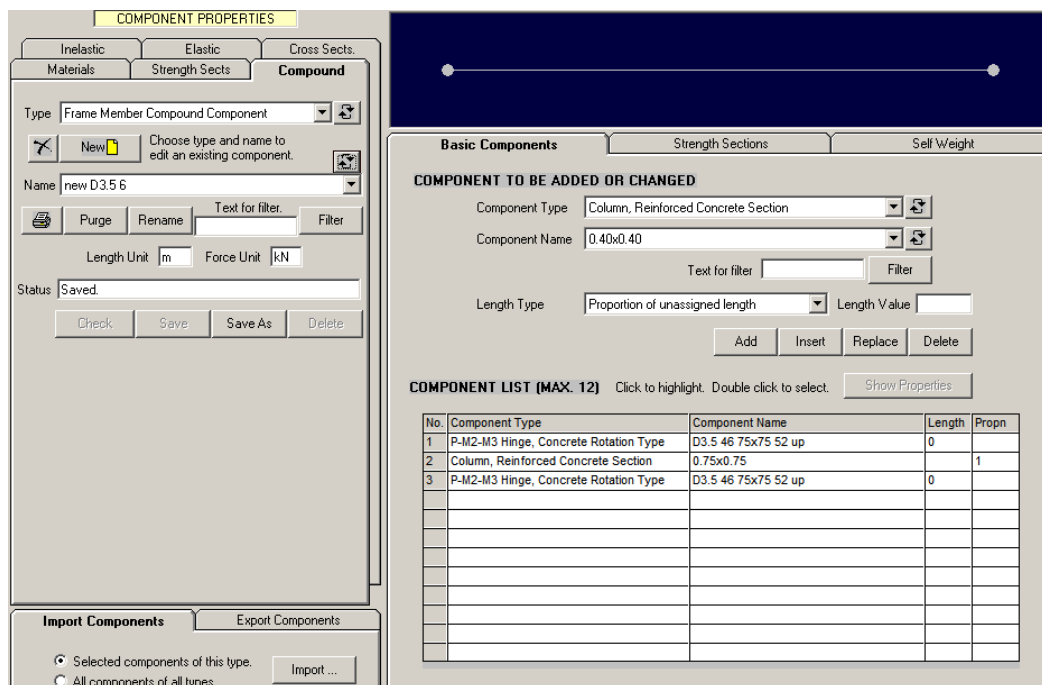 COMPONENT PROPERTIES
Inelastic Elastic Cross Sects.
Materials Strength Sects Compound
Type Frame Member Compound Component
New Choose type and name to
edit an existing component.
Name new D3.5 6
Purge Rename Text for filter. Filter
Length Unit m Force Unit kN
Status Saved.
Check Save Save As Delete
Import Components Export Components
Selected components of this type. Import ...
All components of all types
Basic Components Strength Sections Self Weight
COMPONENT TO BE ADDED OR CHANGED
Component Type Column, Reinforced Concrete Section
Component Name 0.40x0.40
Text for filter Filter
Length Type Proportion of unassigned length Length Value
Add Insert Replace Delete
COMPONENT LIST (MAX. 12) Click to highlight. Double click to select. Show Properties
No. Component Type Component Name Length Propn
1 P-M2-M3 Hinge, Concrete Rotation Type D3.5 46 75x75 52 up 0
2 Column, Reinforced Concrete Section 0.75x0.75 1
3 P-M2-M3 Hinge, Concrete Rotation Type D3.5 46 75x75 52 up 0